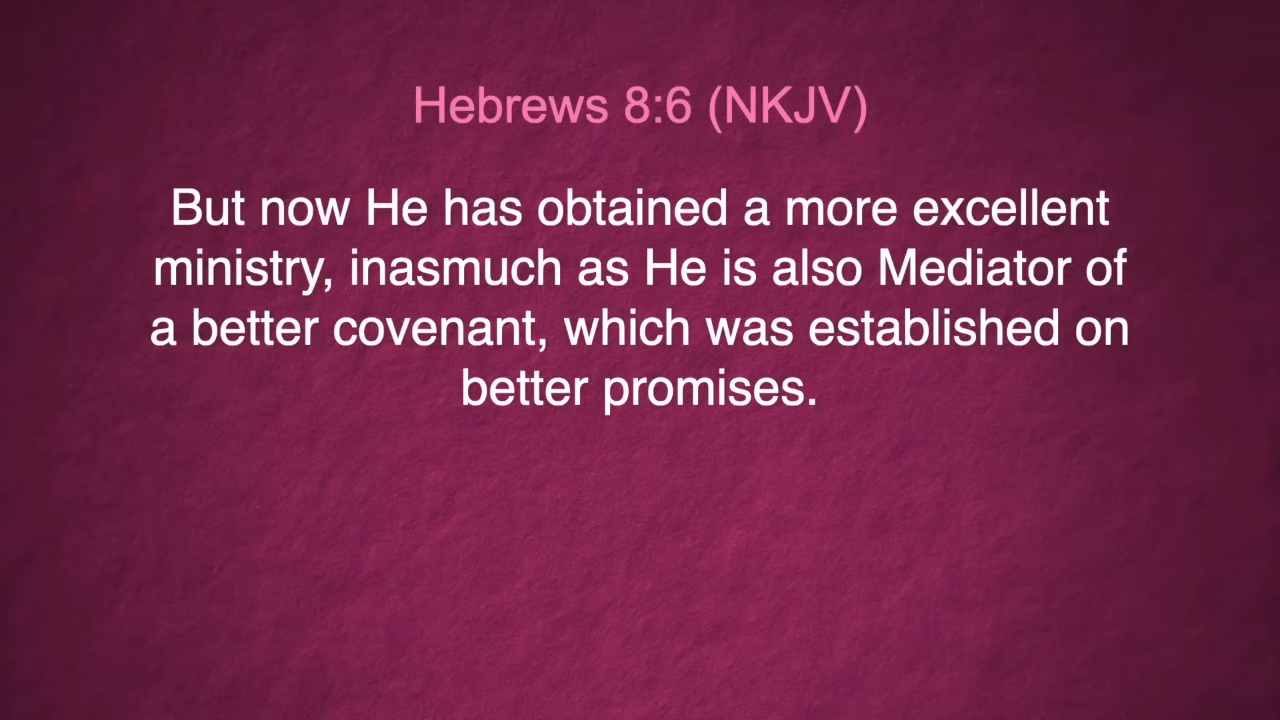 Hebrews 8:6 (NKJV)
But now He has obtained a more excellent
ministry, inasmuch as He is also Mediator of
a better covenant, which was established on
better promises.